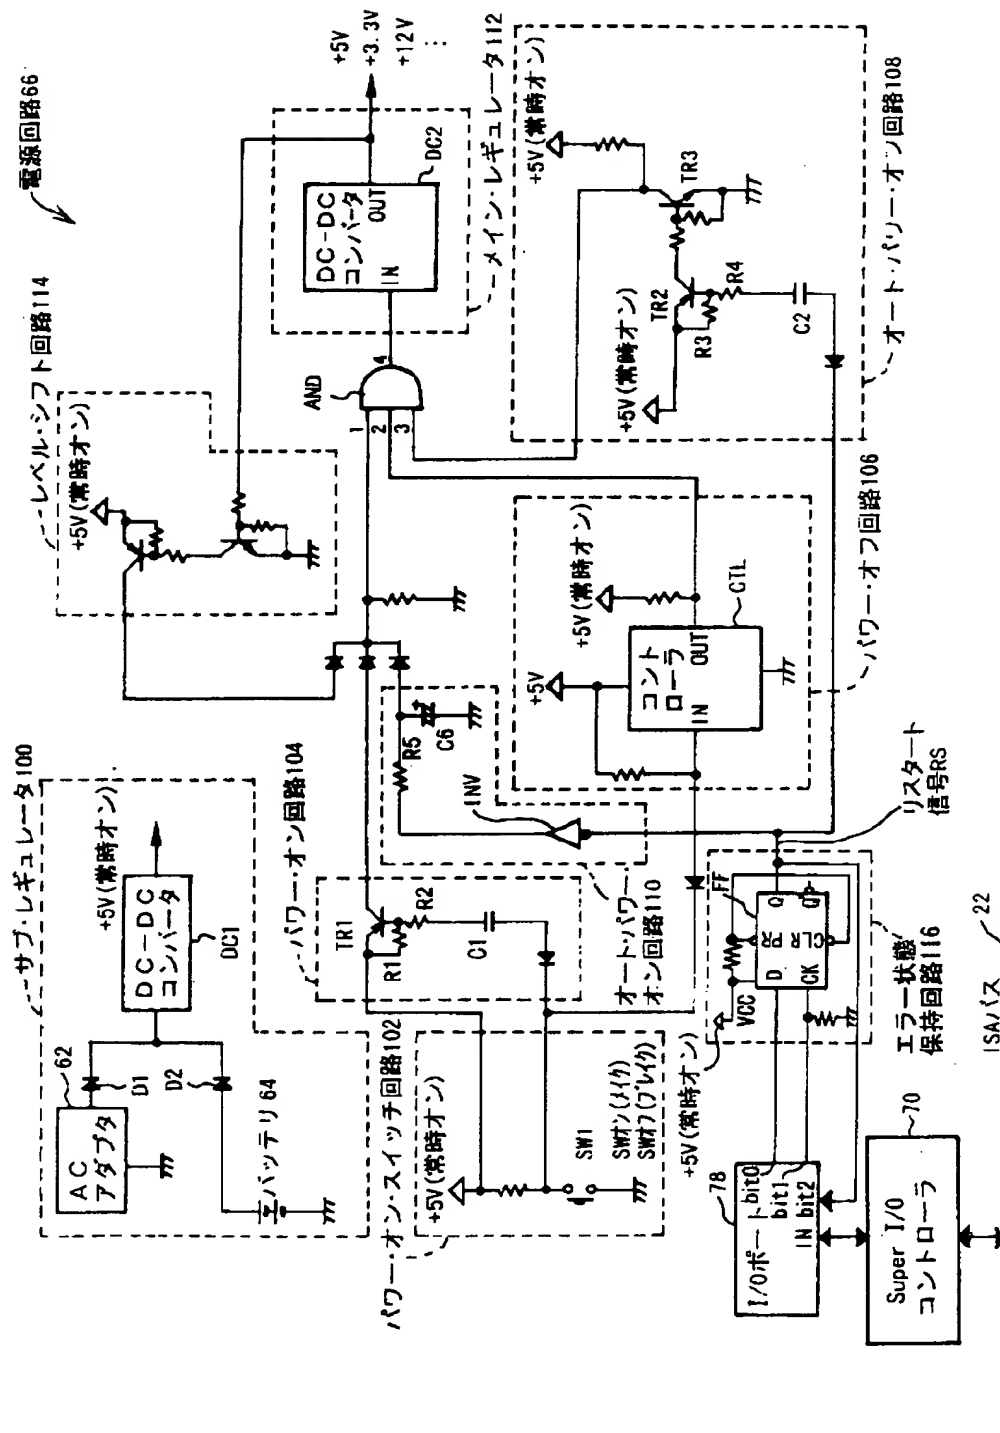 電源回路66
サブ・レギュレータ100
AC
アダプタ
62
D1
D2
バッテリ64
DC-DC
コンバータ
DC1
+5V(常時オン)
レベル・シフト回路114
+5V(常時オン)
DC-DC
コンバータ
IN
OUT
DC2
+5V
+3.3V
+12V
メイン・レギュレータ112
AND
1
2
3
4
パワー・オン回路104
TR1
R1
R2
C1
R5
C6
INV
オート・パワー・
オン回路110
パワー・オン・スイッチ回路102
+5V(常時オン)
SW1
SWオン(メイク)
SWオフ(ブレイク)
+5V
+5V(常時オン)
コント
ローラ
IN
OUT
CTL
パワー・オフ回路106
+5V(常時オン)
+5V(常時オン)
TR2
TR3
R3
R4
C2
オート・パリー・オン回路108
+5V(常時オン)
VCC
FF
D
PR
Q
CK
CLR
Q
リスタート
信号RS
エラー状態
保持回路116
78
I/Oポート
bit0
bit1
bit2
IN
70
Super I/O
コントローラ
ISAバス
22